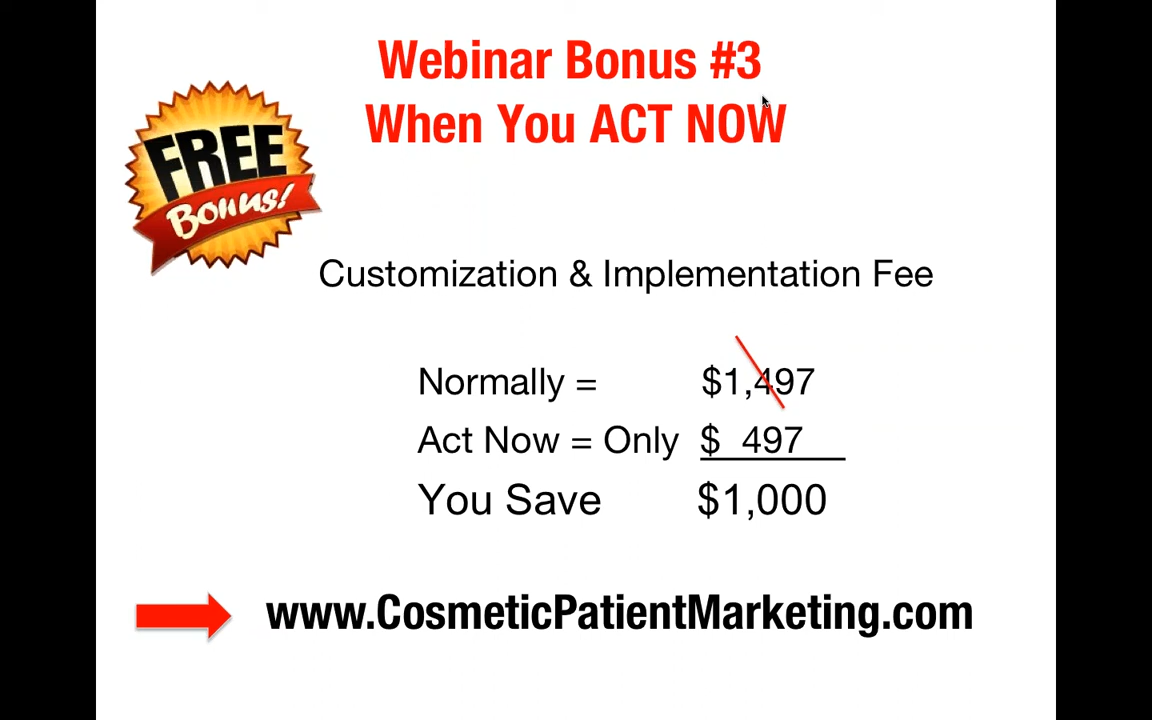 Webinar Bonus #3
When You ACT NOW
FREE
Bonus!
Customization & Implementation Fee
Normally = $1,497
Act Now = Only $ 497
You Save $1,000
www.CosmeticPatientMarketing.com